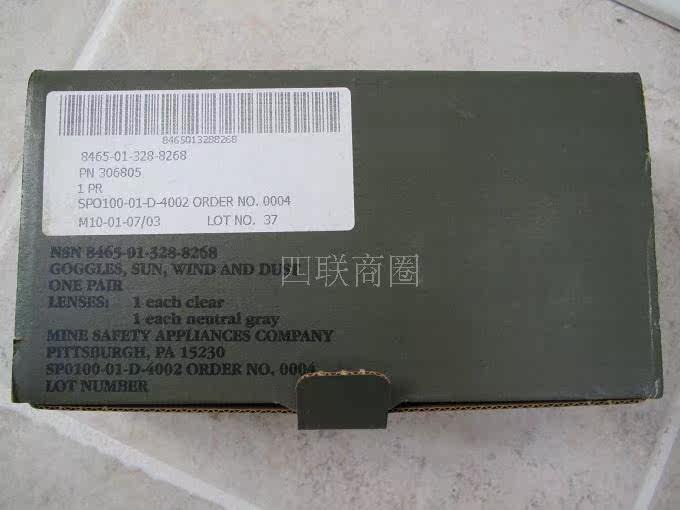 8465013288268
8465-01-328-8268
PN 306805
1 PR
SPO100-01-D-4002 ORDER NO. 0004
M10-01-07/03 LOT NO. 37
NSN 8465-01-328-8268
GOGGLES, SUN, WIND AND DUST
ONE PAIR
LENSES: 1 each clear
1 each neutral gray
MINE SAFETY APPLIANCES COMPANY
PITTSBURGH, PA 15230
SP0100-01-D-4002 ORDER NO. 0004
LOT NUMBER
四联商圈